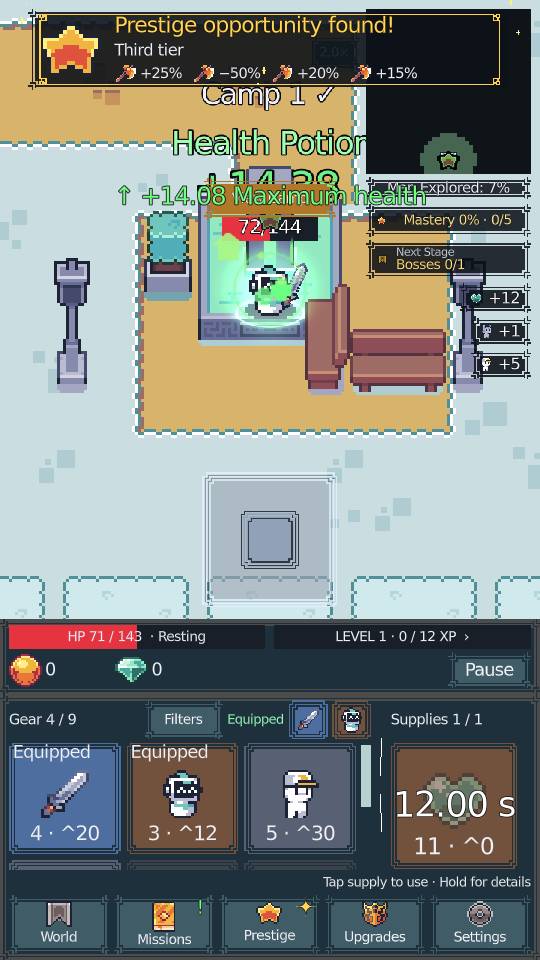 Prestige opportunity found!
Third tier
+25% −50% +20% +15%
2.0×
Camp 1 ✓
Health Potion
↑ +14.08 Maximum health
Map Explored: 7%
Mastery 0% · 0/5
Next Stage
Bosses 0/1
+12
+1
+5
HP 71 / 143 · Resting
LEVEL 1 · 0 / 12 XP ›
0
0
Pause
Gear 4 / 9
Filters
Equipped
Supplies 1 / 1
Equipped
Equipped
4 · ^20
3 · ^12
5 · ^30
12.00 s
11 · ^0
Tap supply to use · Hold for details
World
Missions
!
Prestige
Upgrades
Settings